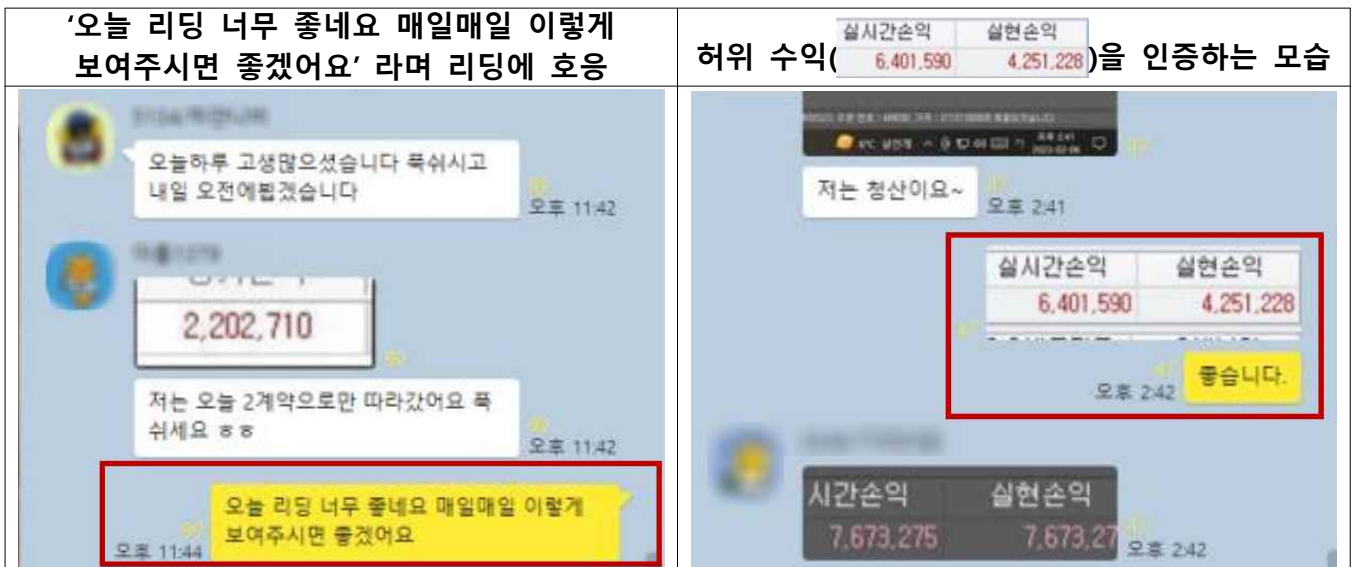 ‘오늘 리딩 너무 좋네요 매일매일 이렇게
보여주시면 좋겠어요’ 라며 리딩에 호응
오늘하루 고생많으셨습니다 푹쉬시고
내일 오전에뵙겠습니다
오후 11:42
2,202,710
저는 오늘 2계약으로만 따라갔어요 푹
쉬세요 ㅎㅎ
오후 11:42
오늘 리딩 너무 좋네요 매일매일 이렇게
보여주시면 좋겠어요
오후 11:44
실시간손익 실현손익
허위 수익( 6,401,590 4,251,228 )을 인증하는 모습
저는 청산이요~
오후 2:41
실시간손익 실현손익
6,401,590 4,251,228
좋습니다.
오후 2:42
시간손익 실현손익
7,673,275 7,673,27
오후 2:42